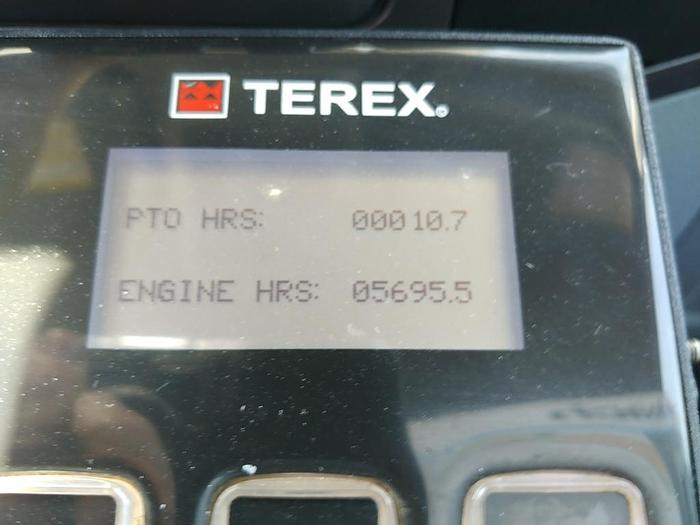 TEREX®
PTO HRS: 00010.7
ENGINE HRS: 05695.5